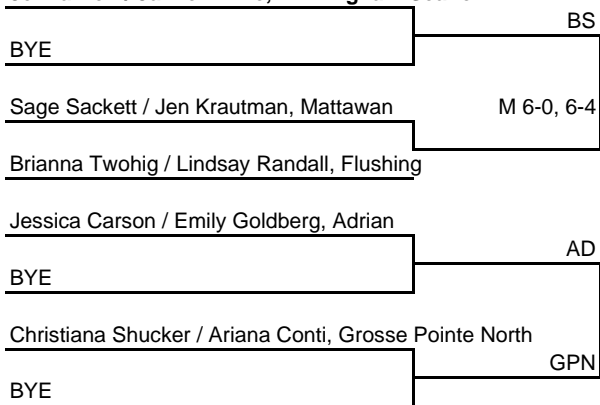 BS
BYE
Sage Sackett / Jen Krautman, Mattawan
M 6-0, 6-4
Brianna Twohig / Lindsay Randall, Flushing
Jessica Carson / Emily Goldberg, Adrian
AD
BYE
Christiana Shucker / Ariana Conti, Grosse Pointe North
GPN
BYE